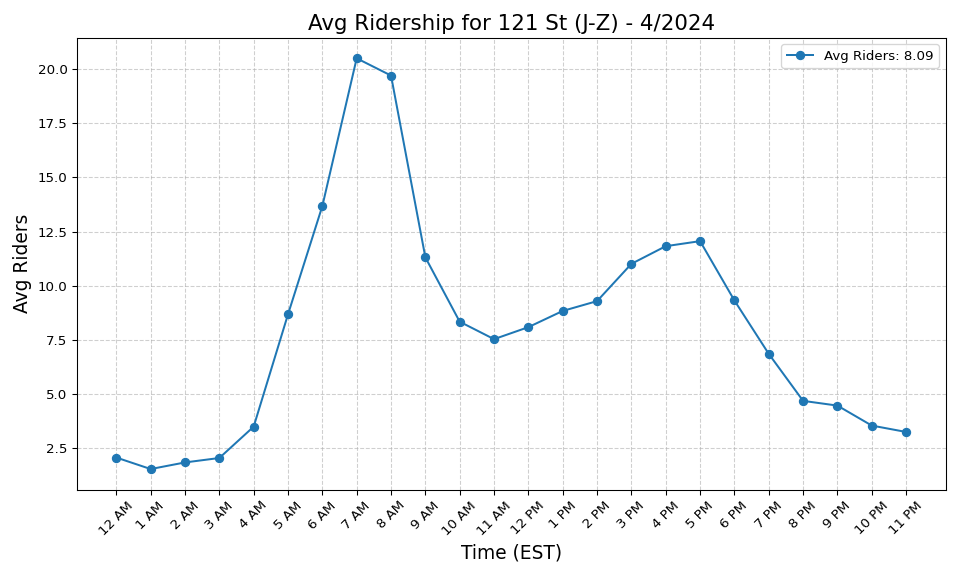 Avg Ridership for 121 St (J-Z) - 4/2024
Avg Riders: 8.09
Avg Riders
20.0
17.5
15.0
12.5
10.0
7.5
5.0
2.5
12 AM
1 AM
2 AM
3 AM
4 AM
5 AM
6 AM
7 AM
8 AM
9 AM
10 AM
11 AM
12 PM
1 PM
2 PM
3 PM
4 PM
5 PM
6 PM
7 PM
8 PM
9 PM
10 PM
11 PM
Time (EST)